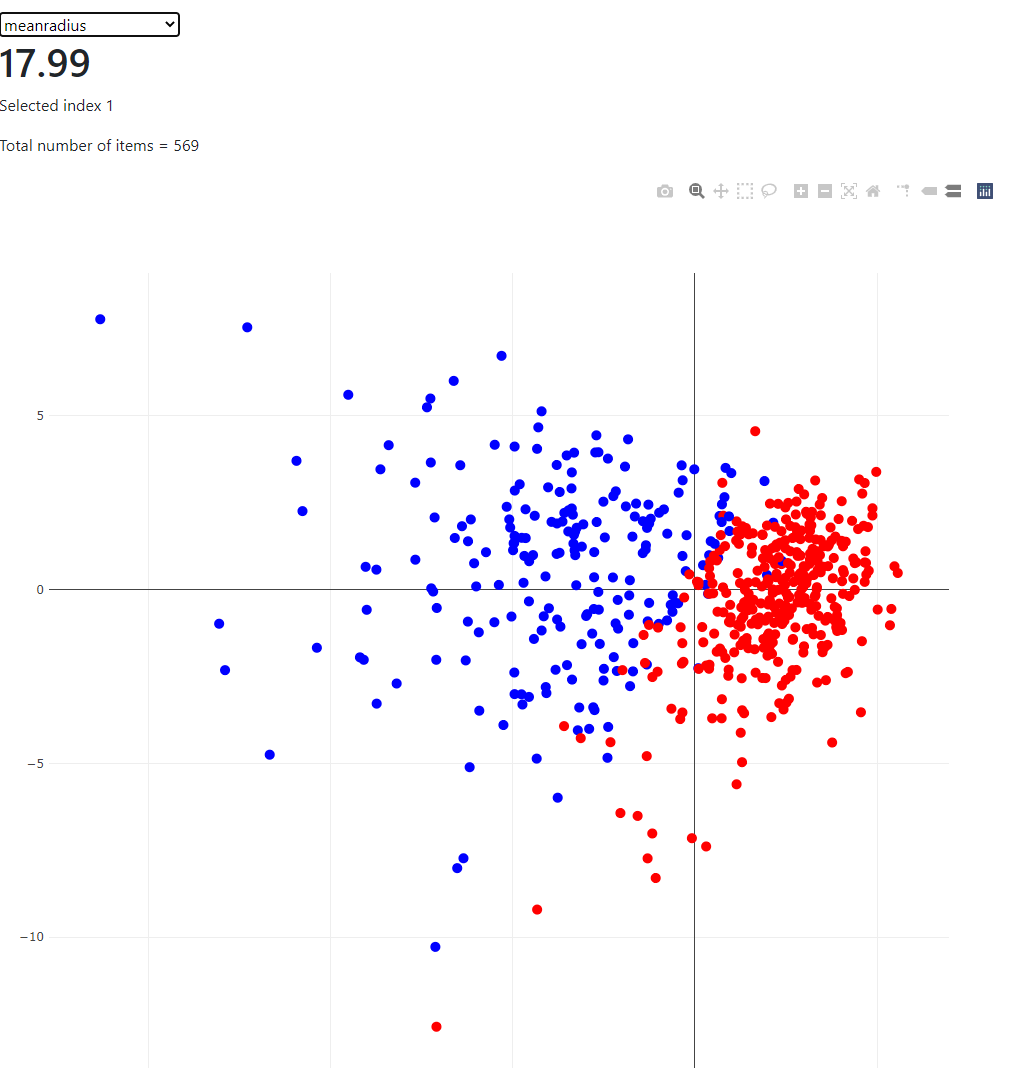 meanradius
17.99
Selected index 1
Total number of items = 569
5
0
−5
−10